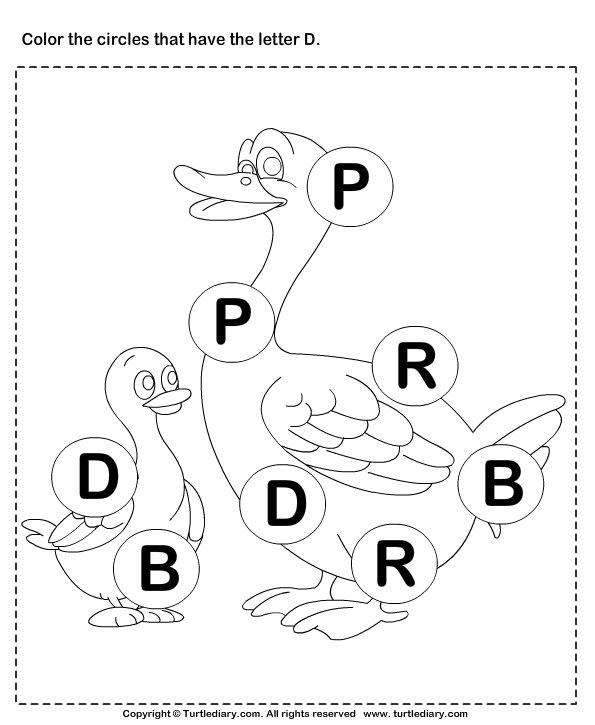 Color the circles that have the letter D.
P
P
R
D
D
B
B
R
Copyright © Turtlediary.com. All rights reserved www.turtlediary.com